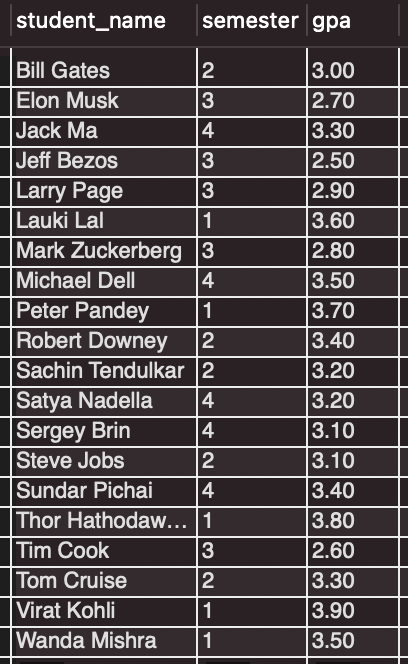 student_name semester gpa
Bill Gates 2 3.00
Elon Musk 3 2.70
Jack Ma 4 3.30
Jeff Bezos 3 2.50
Larry Page 3 2.90
Lauki Lal 1 3.60
Mark Zuckerberg 3 2.80
Michael Dell 4 3.50
Peter Pandey 1 3.70
Robert Downey 2 3.40
Sachin Tendulkar 2 3.20
Satya Nadella 4 3.20
Sergey Brin 4 3.10
Steve Jobs 2 3.10
Sundar Pichai 4 3.40
Thor Hathodaw... 1 3.80
Tim Cook 3 2.60
Tom Cruise 2 3.30
Virat Kohli 1 3.90
Wanda Mishra 1 3.50